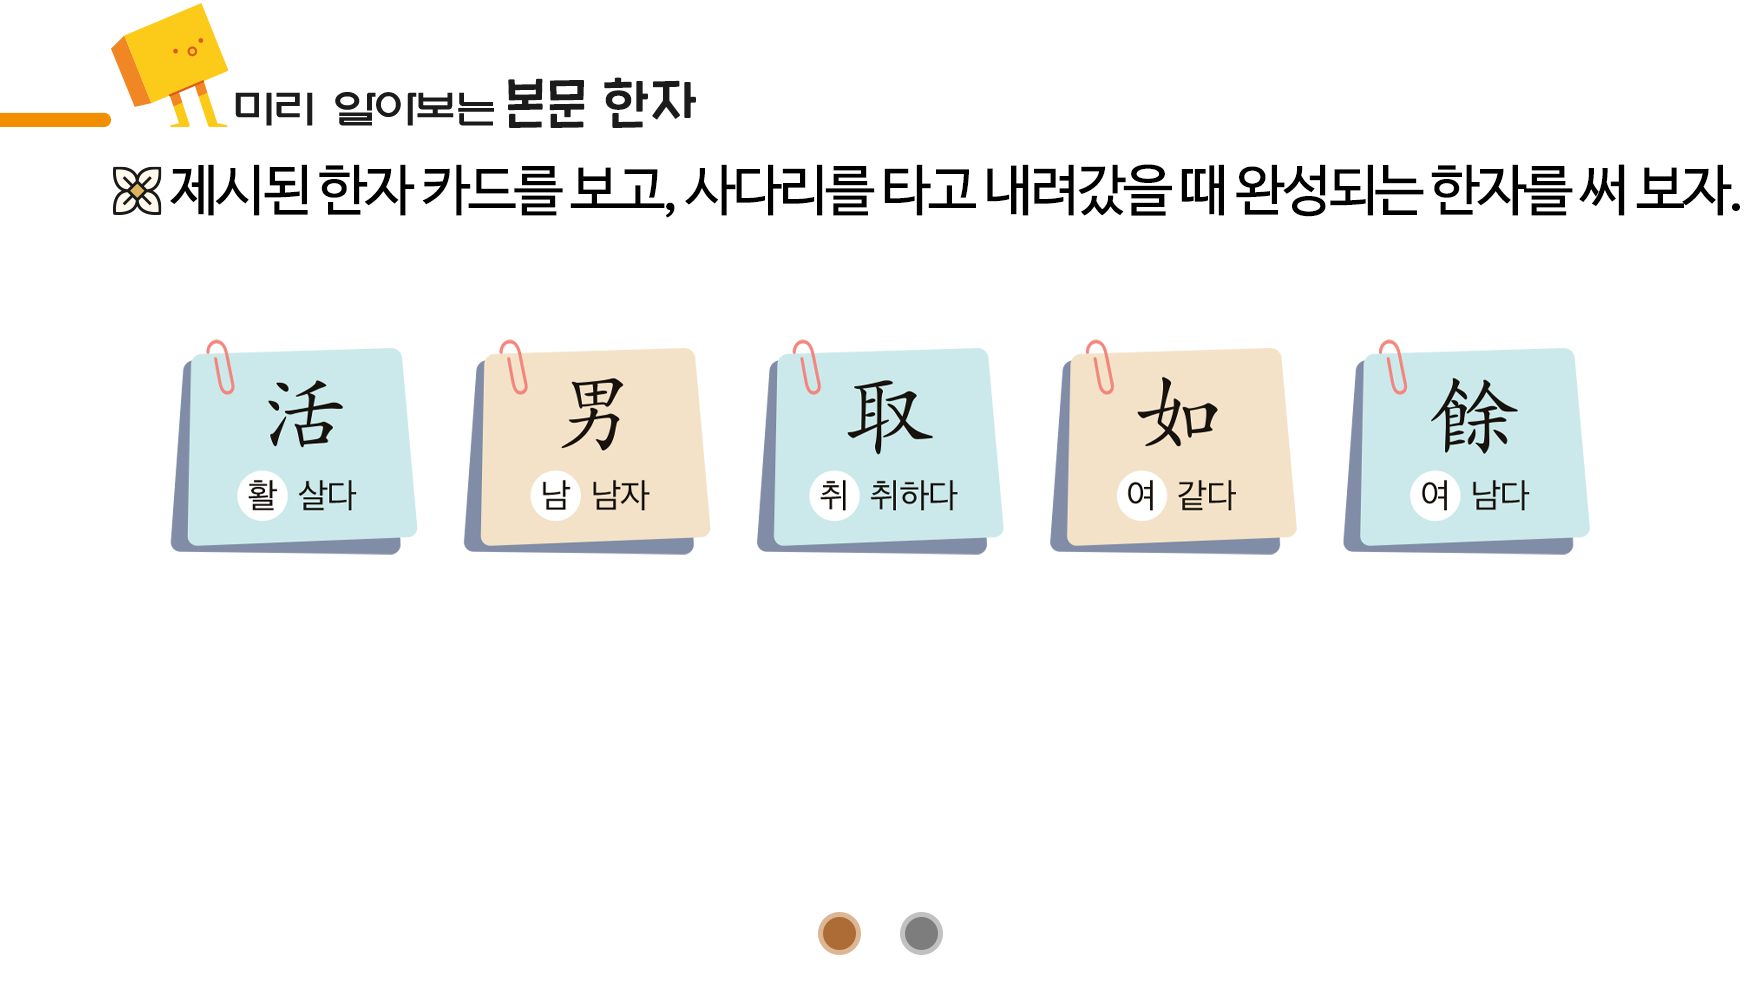 미리 알아보는 본문 한자
제시된 한자 카드를 보고, 사다리를 타고 내려갔을 때 완성되는 한자를 써 보자.
活
활 살다
男
남 남자
取
취 취하다
如
여 같다
餘
여 남다